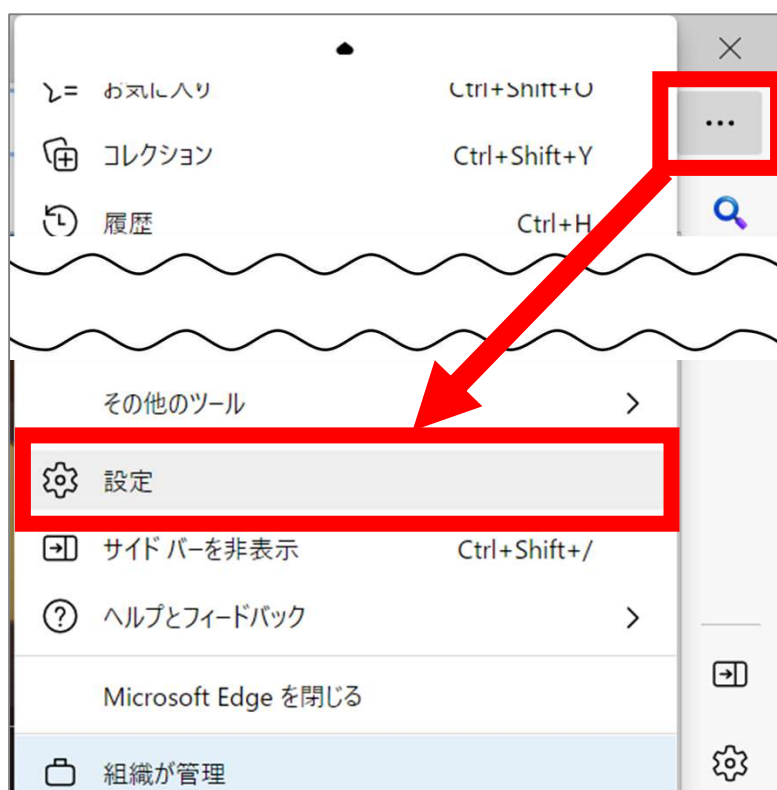 お気に入り Ctrl+Shift+O
コレクション Ctrl+Shift+Y
履歴 Ctrl+H
その他のツール
設定
サイド バーを非表示 Ctrl+Shift+/
ヘルプとフィードバック
Microsoft Edge を閉じる
組織が管理